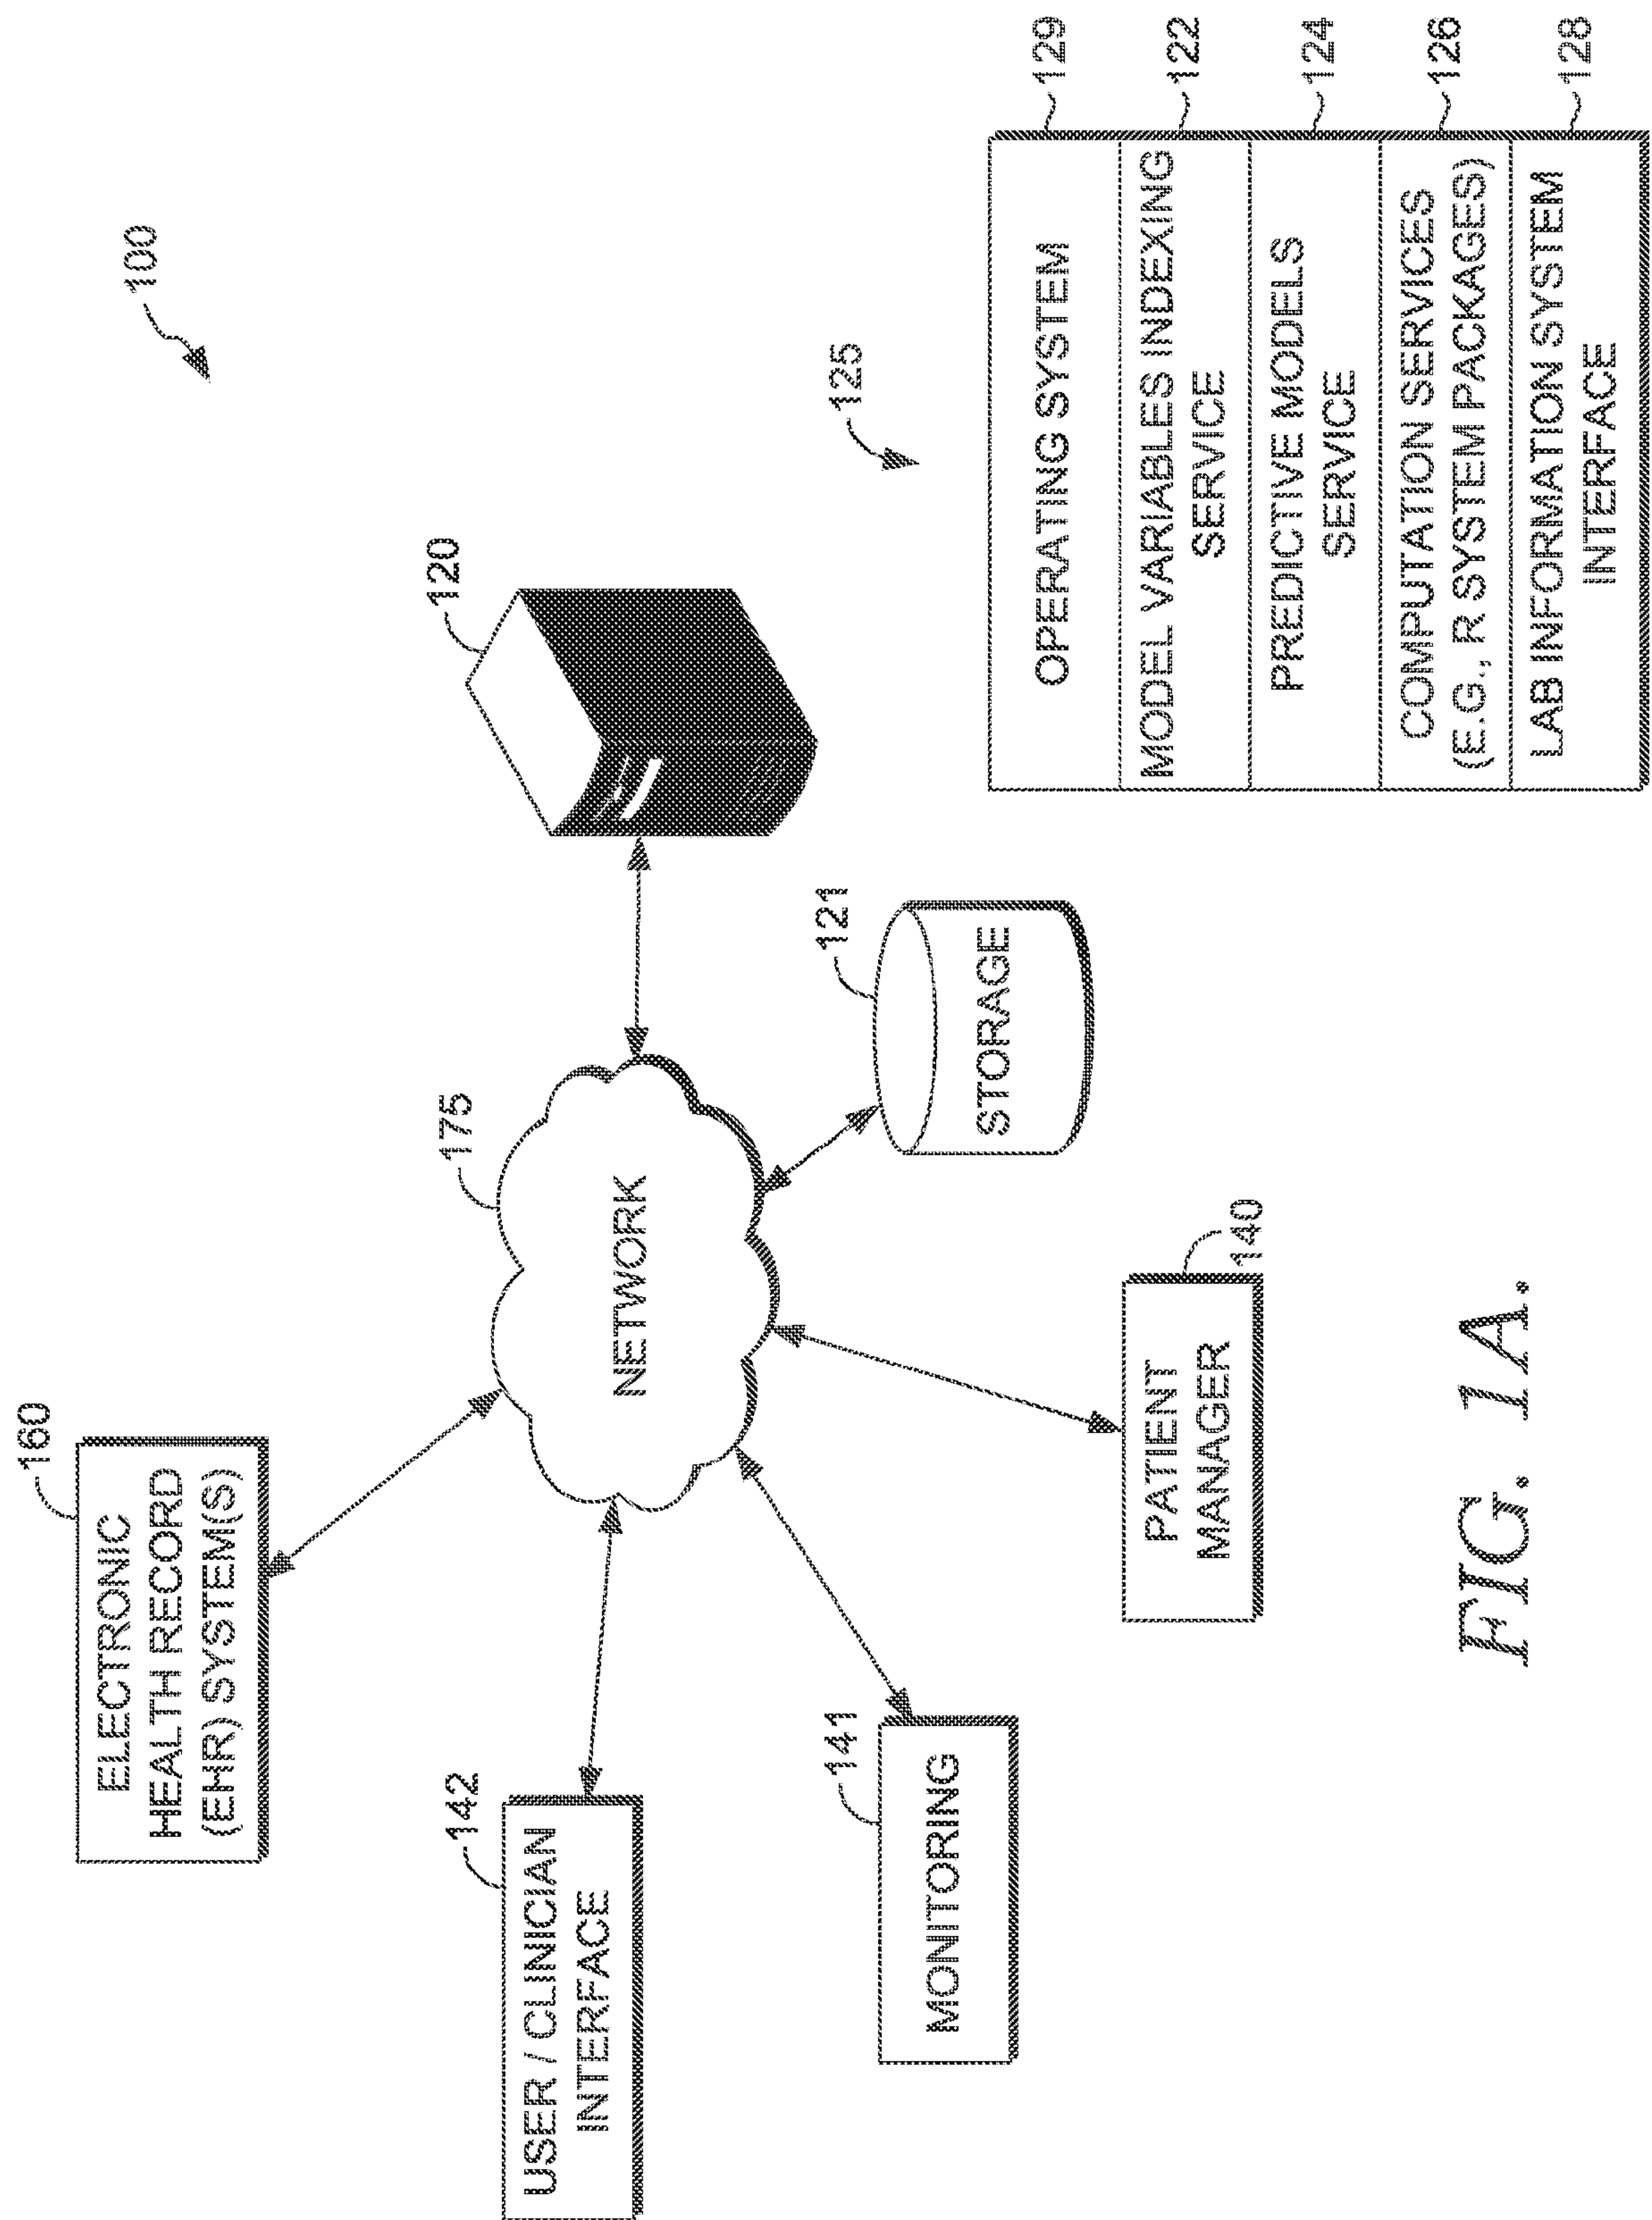 100
160
ELECTRONIC
HEALTH RECORD
(EHR) SYSTEM(S)
175
120
142
USER / CLINICIAN
INTERFACE
NETWORK
141
MONITORING
121
STORAGE
125
PATIENT
MANAGER
140
OPERATING SYSTEM
129
MODEL VARIABLES INDEXING
SERVICE
122
PREDICTIVE MODELS
SERVICE
124
COMPUTATION SERVICES
(E.G., R SYSTEM PACKAGES)
126
LAB INFORMATION SYSTEM
INTERFACE
128
FIG. 1A.